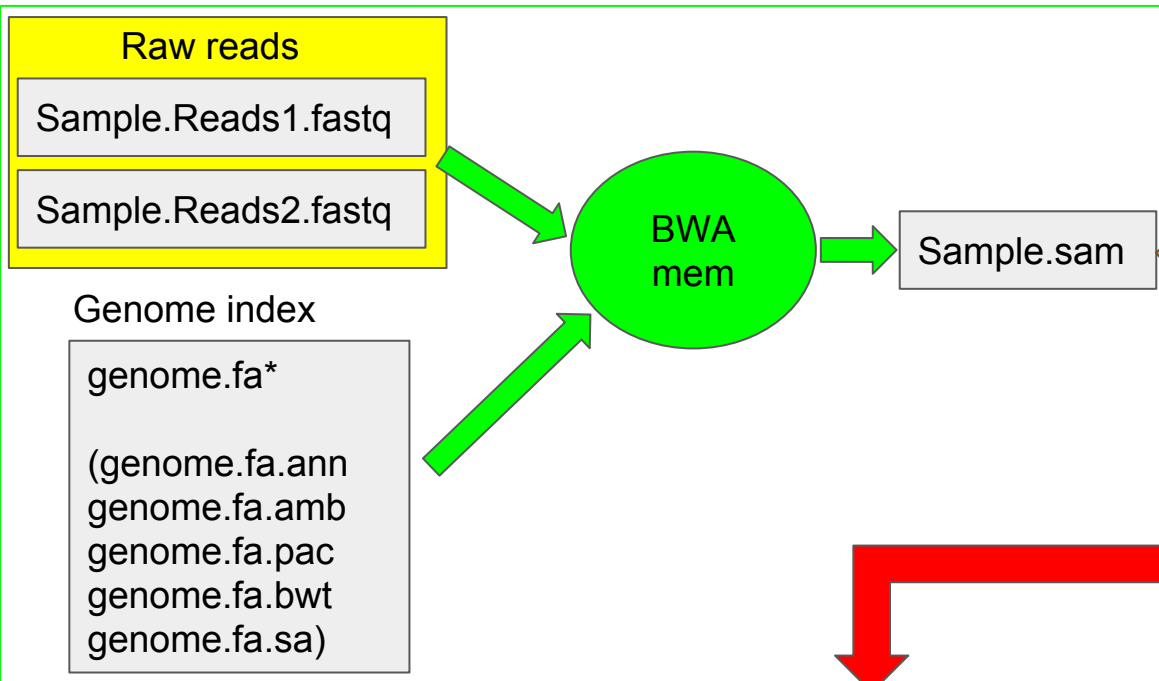 Raw reads
Sample.Reads1.fastq
Sample.Reads2.fastq
Genome index
genome.fa*
(genome.fa.ann
genome.fa.amb
genome.fa.pac
genome.fa.bwt
genome.fa.sa)
BWA
mem
Sample.sam